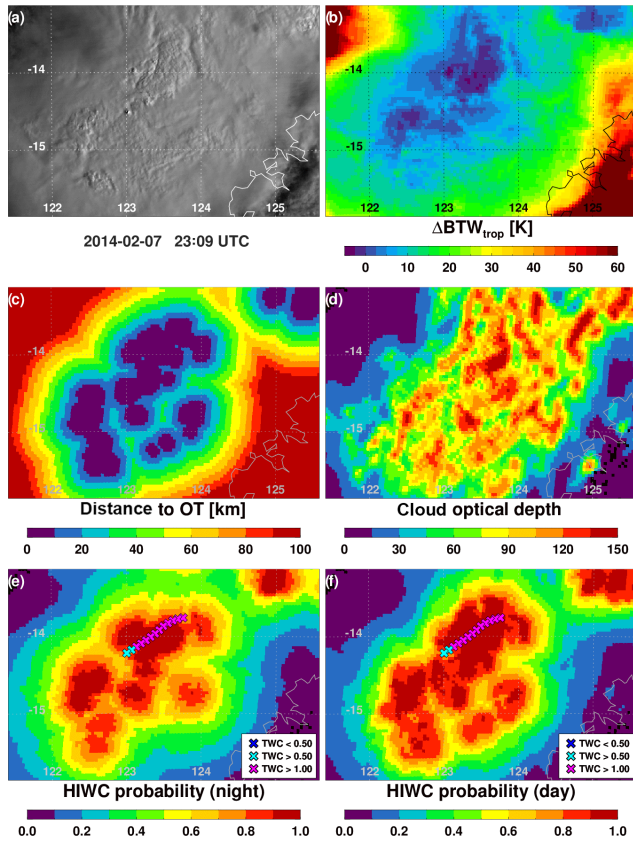 (a)
-14
-15
122
123
124
125
2014-02-07 23:09 UTC
(b)
-14
-15
122
123
124
125
ΔBTWtrop [K]
0 10 20 30 40 50 60
(c)
-14
-15
122
123
124
125
Distance to OT [km]
0 20 40 60 80 100
(d)
-14
-15
122
123
124
125
Cloud optical depth
0 30 60 90 120 150
(e)
-14
-15
122
123
124
TWC < 0.50
TWC > 0.50
TWC > 1.00
HIWC probability (night)
0.0 0.2 0.4 0.6 0.8 1.0
(f)
-14
-15
122
123
124
TWC < 0.50
TWC > 0.50
TWC > 1.00
HIWC probability (day)
0.0 0.2 0.4 0.6 0.8 1.0